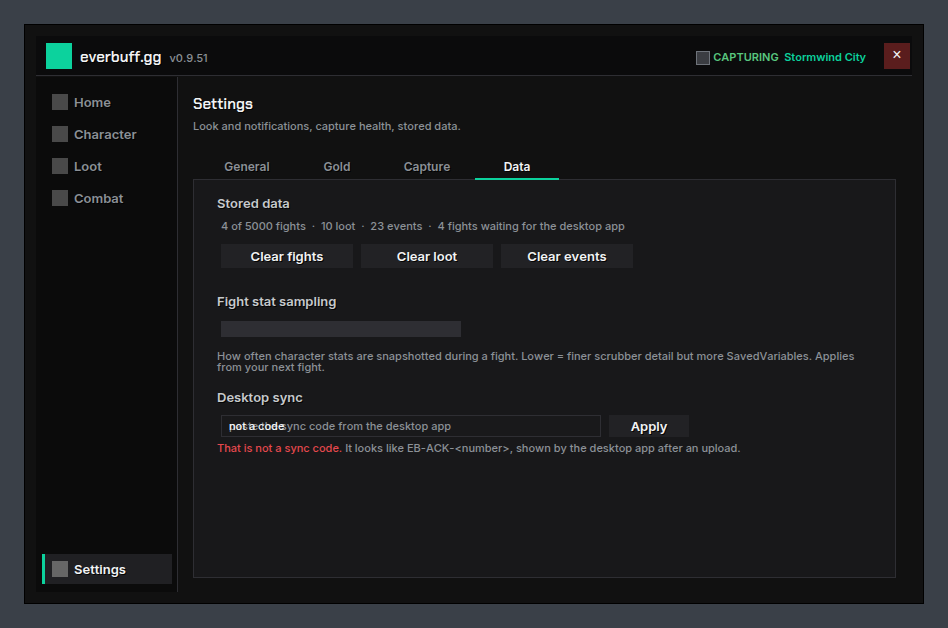 everbuff.gg v0.9.51
CAPTURING Stormwind City
×
Home
Character
Loot
Combat
Settings
Settings
Look and notifications, capture health, stored data.
General Gold Capture Data
Stored data
4 of 5000 fights · 10 loot · 23 events · 4 fights waiting for the desktop app
Clear fights Clear loot Clear events
Fight stat sampling
How often character stats are snapshotted during a fight. Lower = finer scrubber detail but more SavedVariables. Applies
from your next fight.
Desktop sync
not a code
sync code from the desktop app
Apply
That is not a sync code. It looks like EB-ACK-<number>, shown by the desktop app after an upload.